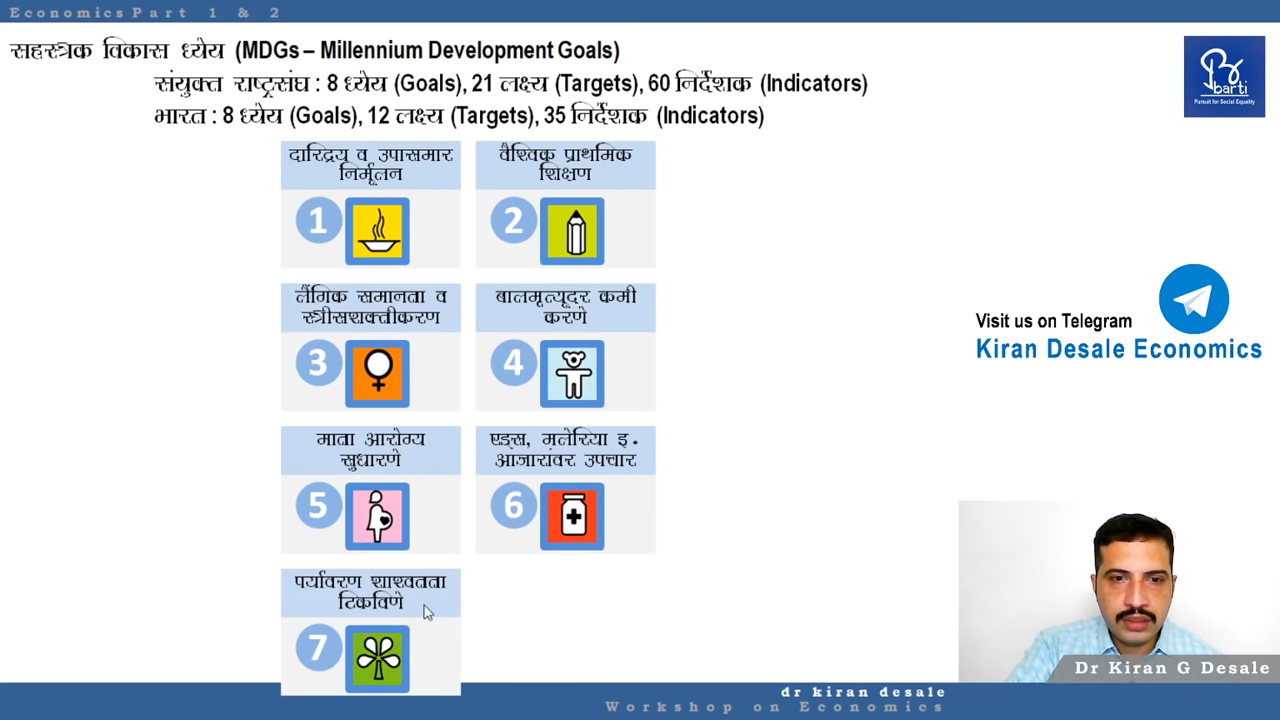 Economics Part 1 & 2
सहस्त्रक विकास ध्येय (MDGs – Millennium Development Goals)
संयुक्त राष्ट्रसंघ : 8 ध्येय (Goals), 21 लक्ष्य (Targets), 60 निर्देशक (Indicators)
भारत : 8 ध्येय (Goals), 12 लक्ष्य (Targets), 35 निर्देशक (Indicators)
barti
Pursuit for Social Equality
दारिद्रय व उपासमार
निर्मूलन
1
वैश्विक प्राथमिक
शिक्षण
2
लैंगिक समानता व
स्त्रीसशक्तीकरण
3
बालमृत्यूदर कमी
करणे
4
माता आरोग्य
सुधारणे
5
एड्स, मलेरिया इ.
आजारांवर उपचार
6
पर्यावरण शाश्वतता
टिकविणे
7
Visit us on Telegram
Kiran Desale Economics
Dr Kiran G Desale
dr kiran desale
Workshop on Economics